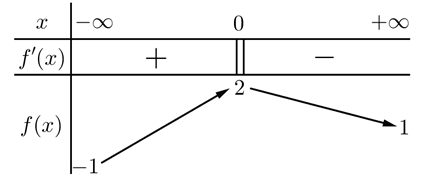 x −∞ 0 +∞
f′(x) + −
2
f(x) 1
−1